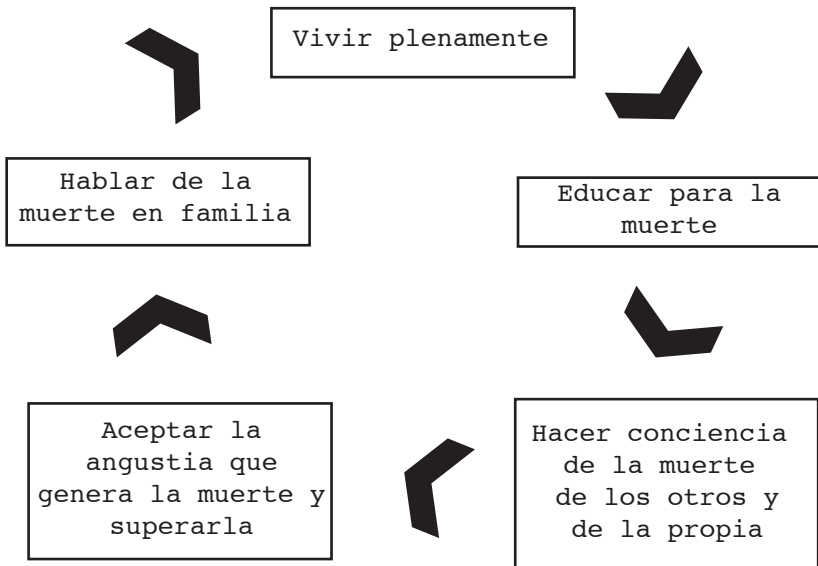 Vivir plenamente
Educar para la
muerte
Hacer conciencia
de la muerte
de los otros y
de la propia
Aceptar la
angustia que
genera la muerte y
superarla
Hablar de la
muerte en familia